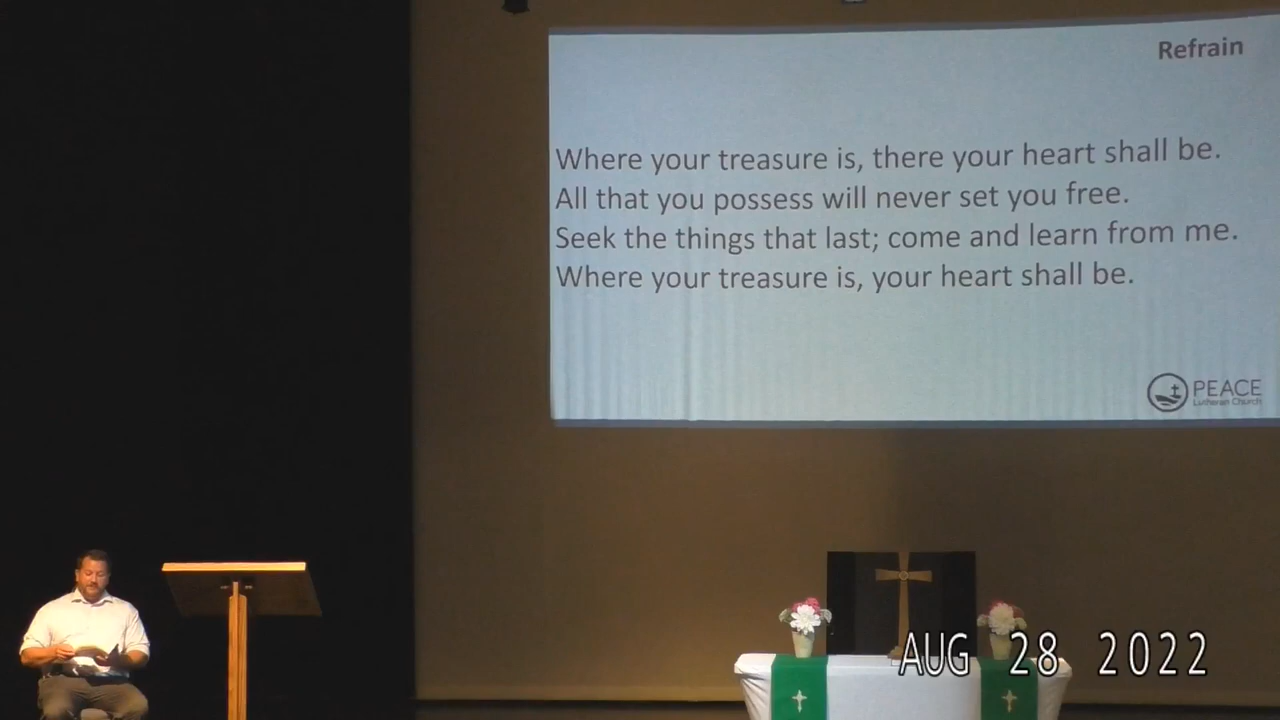 Refrain
Where your treasure is, there your heart shall be.
All that you possess will never set you free.
Seek the things that last; come and learn from me.
Where your treasure is, your heart shall be.
PEACE
Lutheran Church
AUG 28 2022